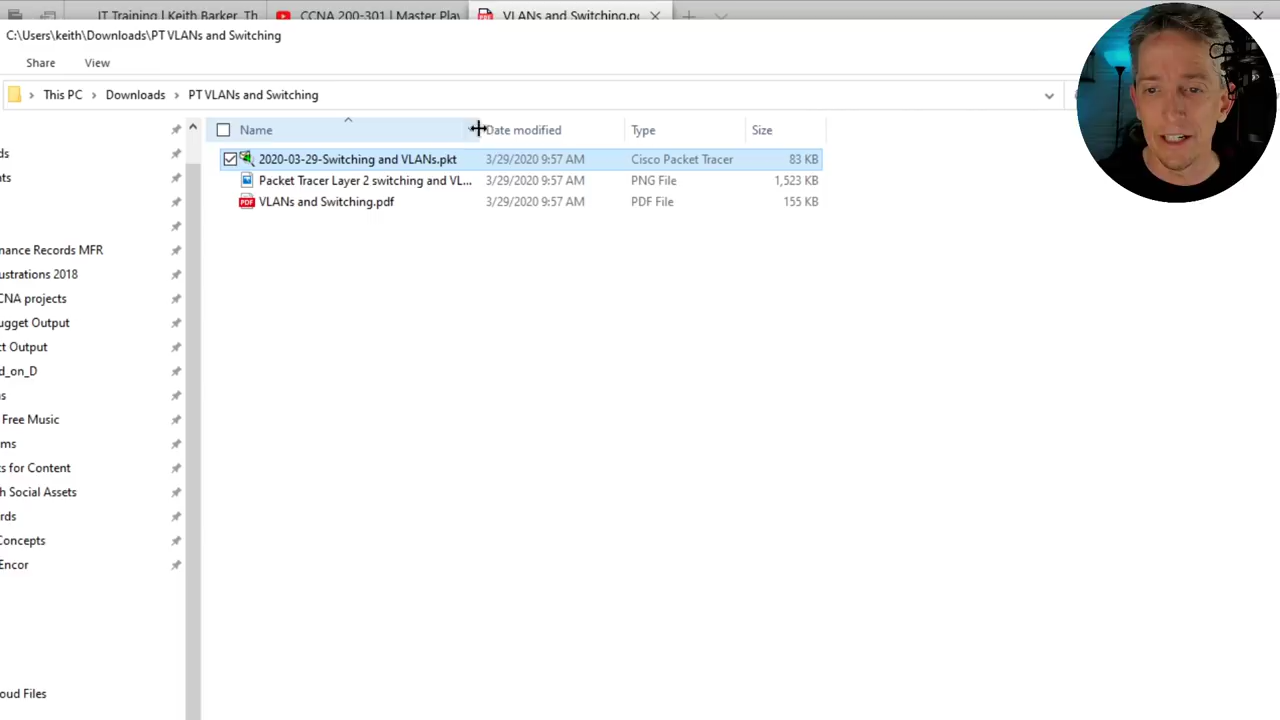 IT Training | Keith Barker, Th
CCNA 200-301 | Master Play
VLANs and Switching.pd
C:\Users\keith\Downloads\PT VLANs and Switching
Share
View
This PC
Downloads
PT VLANs and Switching
Name
Date modified
Type
Size
2020-03-29-Switching and VLANs.pkt
3/29/2020 9:57 AM
Cisco Packet Tracer
83 KB
Packet Tracer Layer 2 switching and VL...
3/29/2020 9:57 AM
PNG File
1,523 KB
VLANs and Switching.pdf
3/29/2020 9:57 AM
PDF File
155 KB
ds
nts
nance Records MFR
ustrations 2018
CNA projects
ugget Output
ct Output
d_on_D
ns
Free Music
ms
s for Content
h Social Assets
rds
Concepts
Encor
oud Files